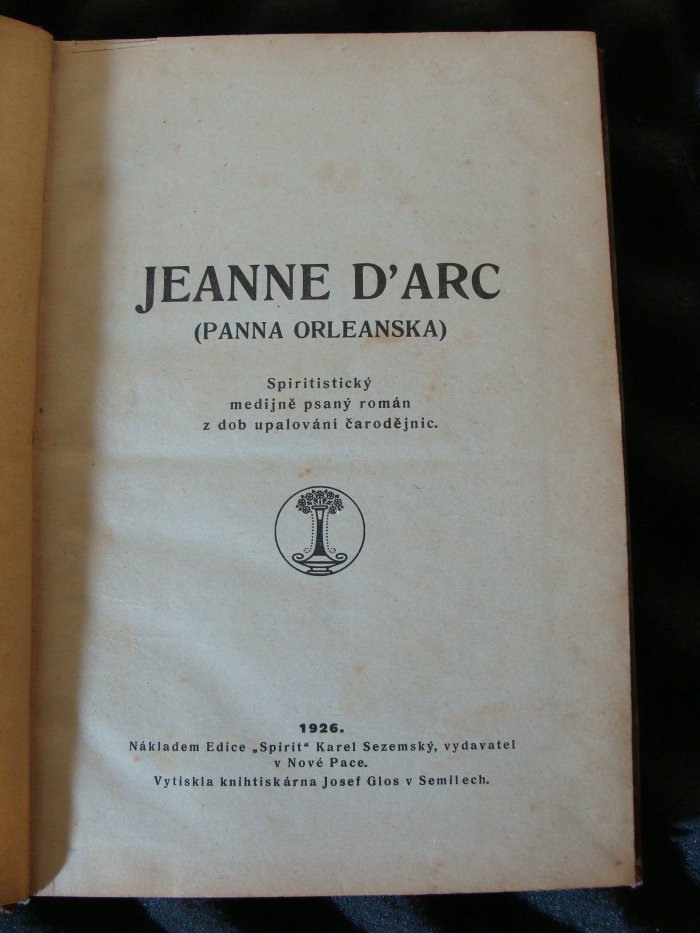 JEANNE D'ARC
(PANNA ORLEANSKA)
Spiritistický
medijně psaný román
z dob upalování čarodějnic.
1926.
Nákladem Edice „Spirit“ Karel Sezemský, vydavatel
v Nové Pace.
Vytiskla knihtiskárna Josef Glos v Semilech.